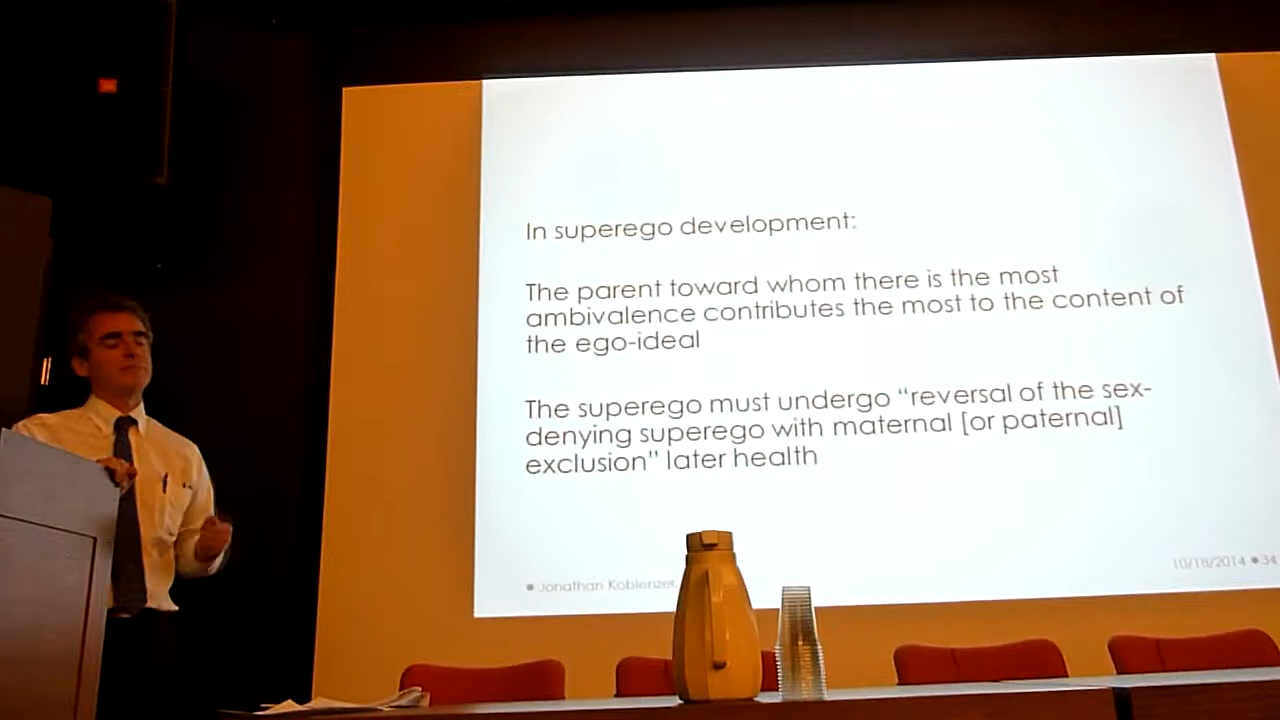 In superego development:
The parent toward whom there is the most
ambivalence contributes the most to the content of
the ego-ideal
The superego must undergo “reversal of the sex-
denying superego with maternal [or paternal]
exclusion” later health
Jonathan Koblenzer
10/18/2014 • 34